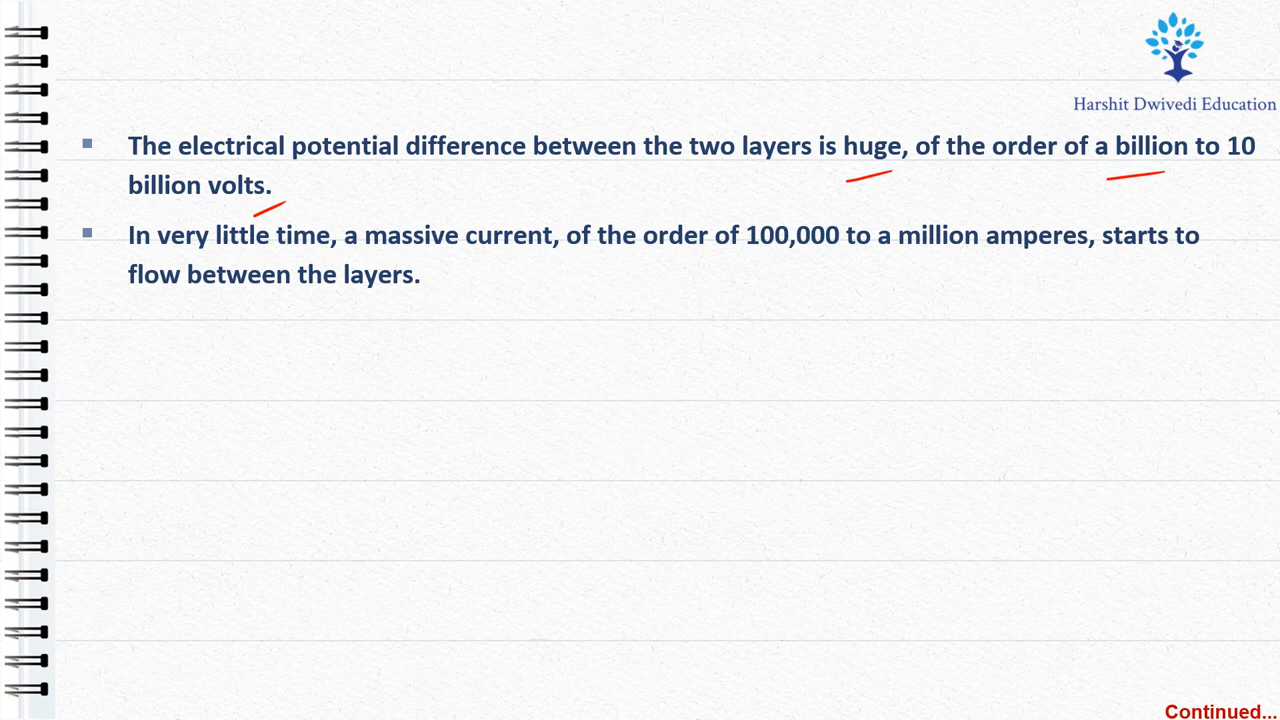 Harshit Dwivedi Education
▪ The electrical potential difference between the two layers is huge, of the order of a billion to 10
billion volts.
▪ In very little time, a massive current, of the order of 100,000 to a million amperes, starts to
flow between the layers.
Continued...